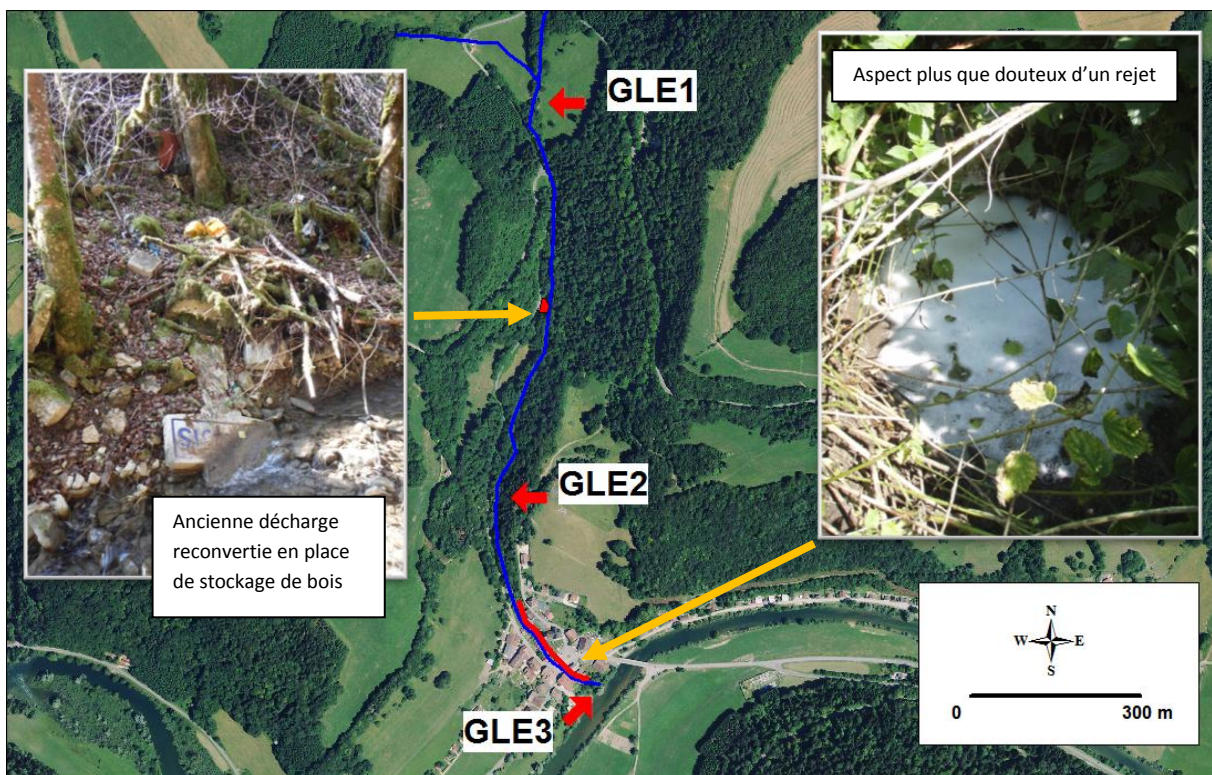 GLE1
Aspect plus que douteux d’un rejet
GLE2
Ancienne décharge
reconvertie en place
de stockage de bois
GLE3
N
W
E
S
0
300 m